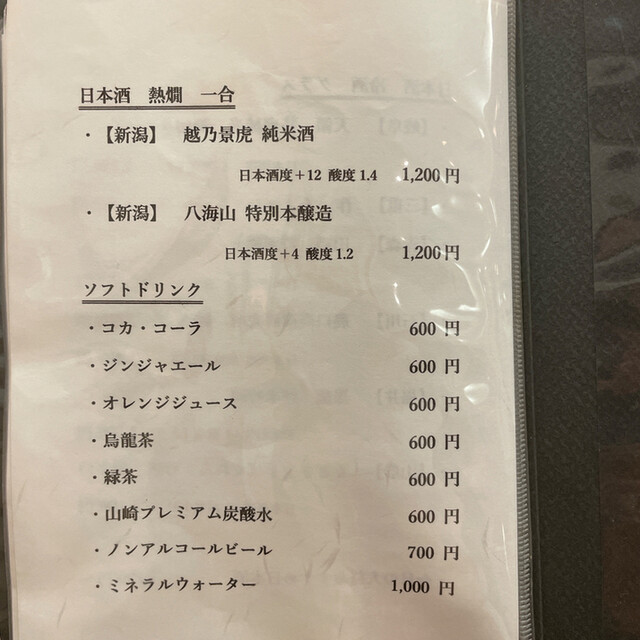 日本酒 熱燗 一合
・【新潟】 越乃景虎 純米酒
日本酒度＋12 酸度 1.4 1,200 円
・【新潟】 八海山 特別本醸造
日本酒度＋4 酸度 1.2 1,200 円
ソフトドリンク
・コカ・コーラ 600 円
・ジンジャエール 600 円
・オレンジジュース 600 円
・烏龍茶 600 円
・緑茶 600 円
・山崎プレミアム炭酸水 600 円
・ノンアルコールビール 700 円
・ミネラルウォーター 1,000 円